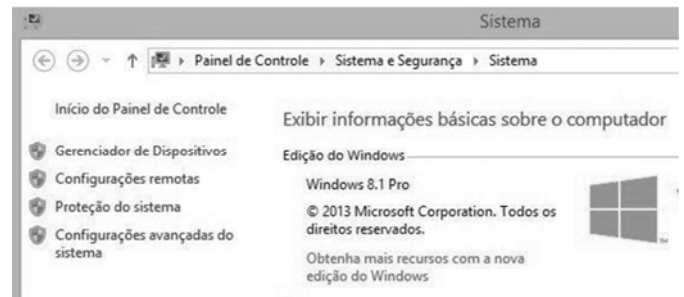 Sistema
Painel de Controle Sistema e Segurança Sistema
Início do Painel de Controle
Gerenciador de Dispositivos
Configurações remotas
Proteção do sistema
Configurações avançadas do
sistema
Exibir informações básicas sobre o computador
Edição do Windows
Windows 8.1 Pro
© 2013 Microsoft Corporation. Todos os
direitos reservados.
Obtenha mais recursos com a nova
edição do Windows